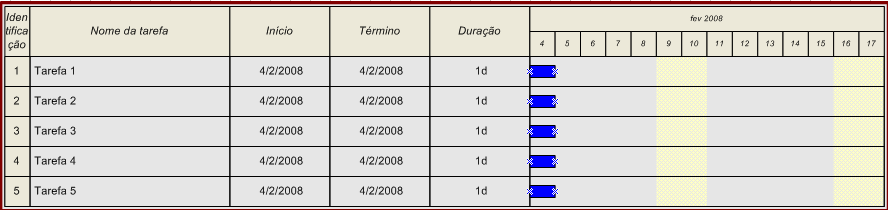 Iden
tifica
ção
Nome da tarefa
Início
Término
Duração
fev 2008
4 5 6 7 8 9 10 11 12 13 14 15 16 17
1 Tarefa 1 4/2/2008 4/2/2008 1d
2 Tarefa 2 4/2/2008 4/2/2008 1d
3 Tarefa 3 4/2/2008 4/2/2008 1d
4 Tarefa 4 4/2/2008 4/2/2008 1d
5 Tarefa 5 4/2/2008 4/2/2008 1d